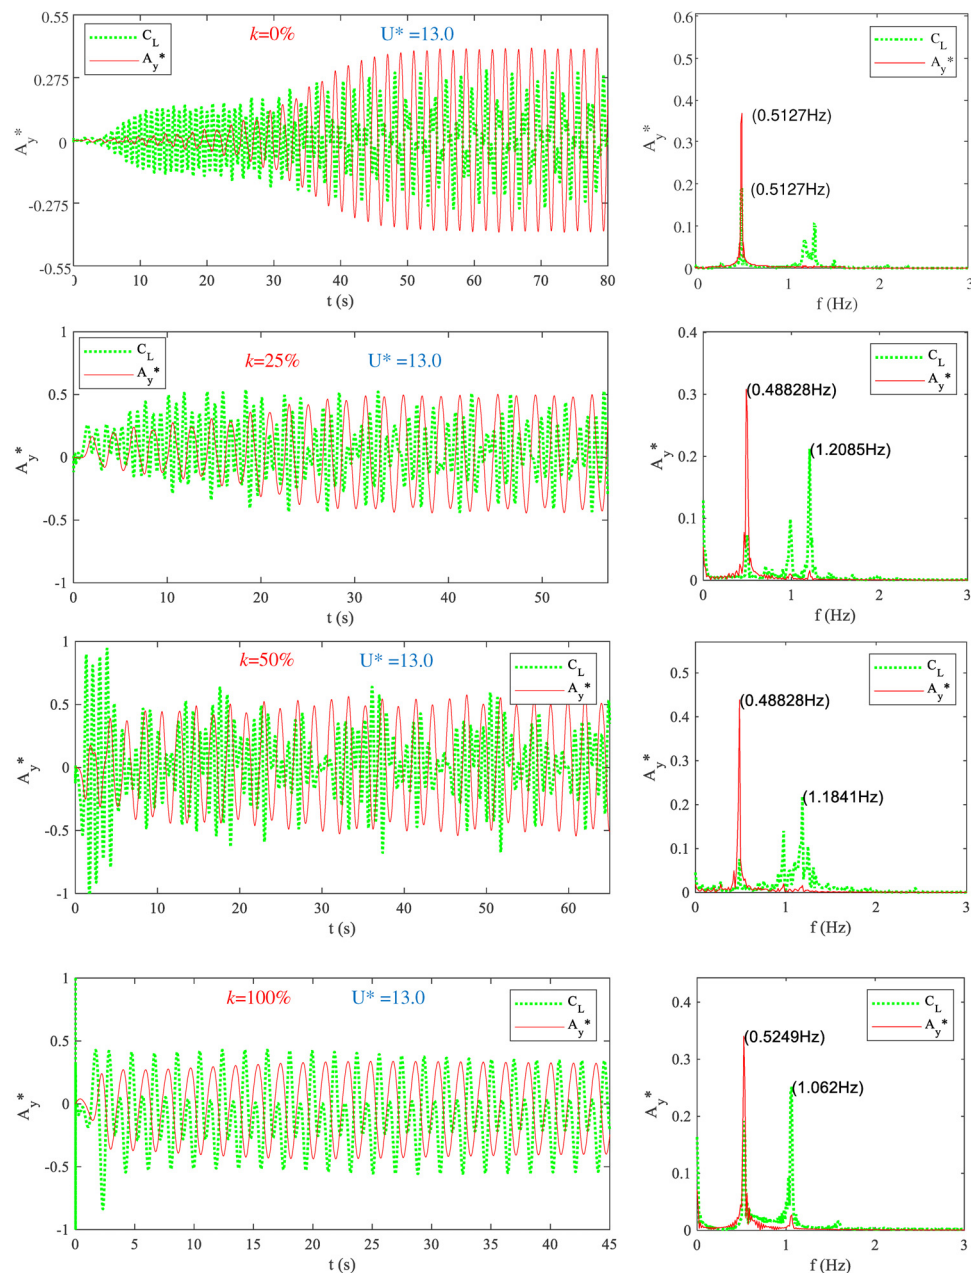 0.55
C_L
A_y*
k=0%
U* =13.0
0.275
0
-0.275
-0.55
A_y*
0 10 20 30 40 50 60 70 80
t (s)
0.6
0.5
0.4
0.3
0.2
0.1
0
A_y*
C_L
A_y*
(0.5127Hz)
(0.5127Hz)
0 1 2 3
f (Hz)
1
0.5
0
-0.5
-1
A_y*
C_L
A_y*
k=25%
U* =13.0
0 10 20 30 40 50
t (s)
0.4
0.3
0.2
0.1
0
A_y*
C_L
A_y*
(0.48828Hz)
(1.2085Hz)
0 1 2 3
f (Hz)
1
0.5
0
-0.5
-1
A_y*
k=50%
U* =13.0
C_L
A_y*
0 10 20 30 40 50 60
t (s)
0.5
0.4
0.3
0.2
0.1
0
A_y*
C_L
A_y*
(0.48828Hz)
(1.1841Hz)
0 1 2 3
f (Hz)
1
0.5
0
-0.5
-1
A_y*
k=100%
U* =13.0
C_L
A_y*
0 5 10 15 20 25 30 35 40 45
t (s)
0.4
0.3
0.2
0.1
0
A_y*
C_L
A_y*
(0.5249Hz)
(1.062Hz)
0 1 2 3
f (Hz)